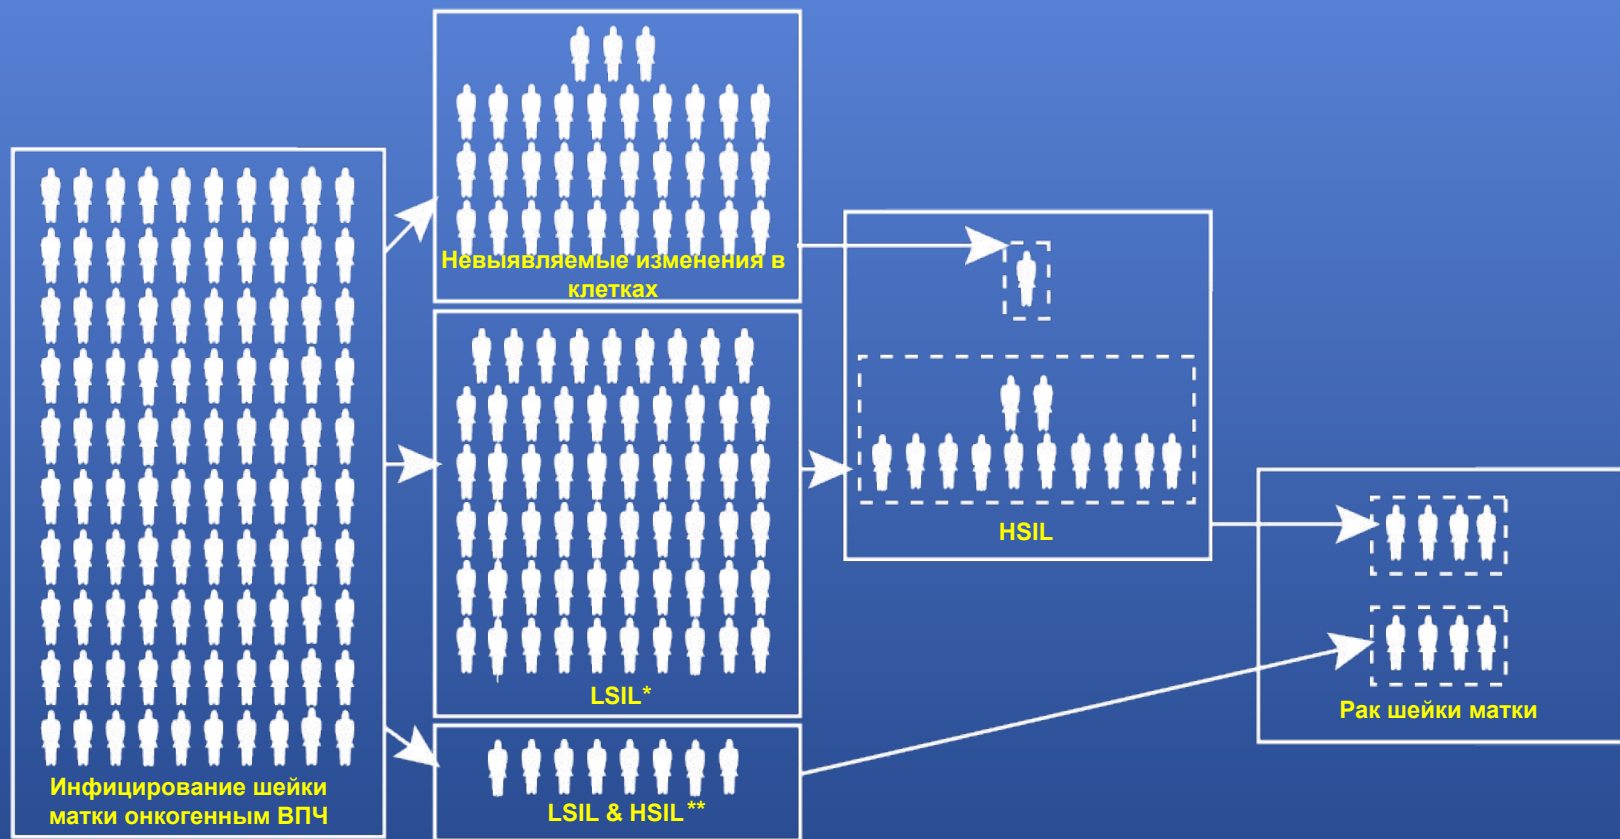 Невыявляемые изменения в
клетках
HSIL
LSIL*
Рак шейки матки
Инфицирование шейки
матки онкогенным ВПЧ
LSIL & HSIL**